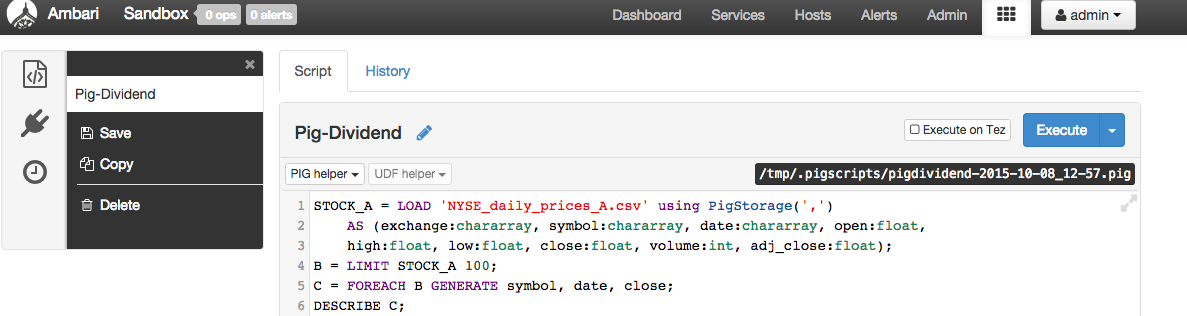 Ambari Sandbox 0 ops 0 alerts Dashboard Services Hosts Alerts Admin admin
Pig-Dividend
Save
Copy
Delete
Script History
Pig-Dividend Execute on Tez Execute
PIG helper UDF helper /tmp/.pigscripts/pigdividend-2015-10-08_12-57.pig
1 STOCK_A = LOAD 'NYSE_daily_prices_A.csv' using PigStorage(',')
2 AS (exchange:chararray, symbol:chararray, date:chararray, open:float,
3 high:float, low:float, close:float, volume:int, adj_close:float);
4 B = LIMIT STOCK_A 100;
5 C = FOREACH B GENERATE symbol, date, close;
6 DESCRIBE C;